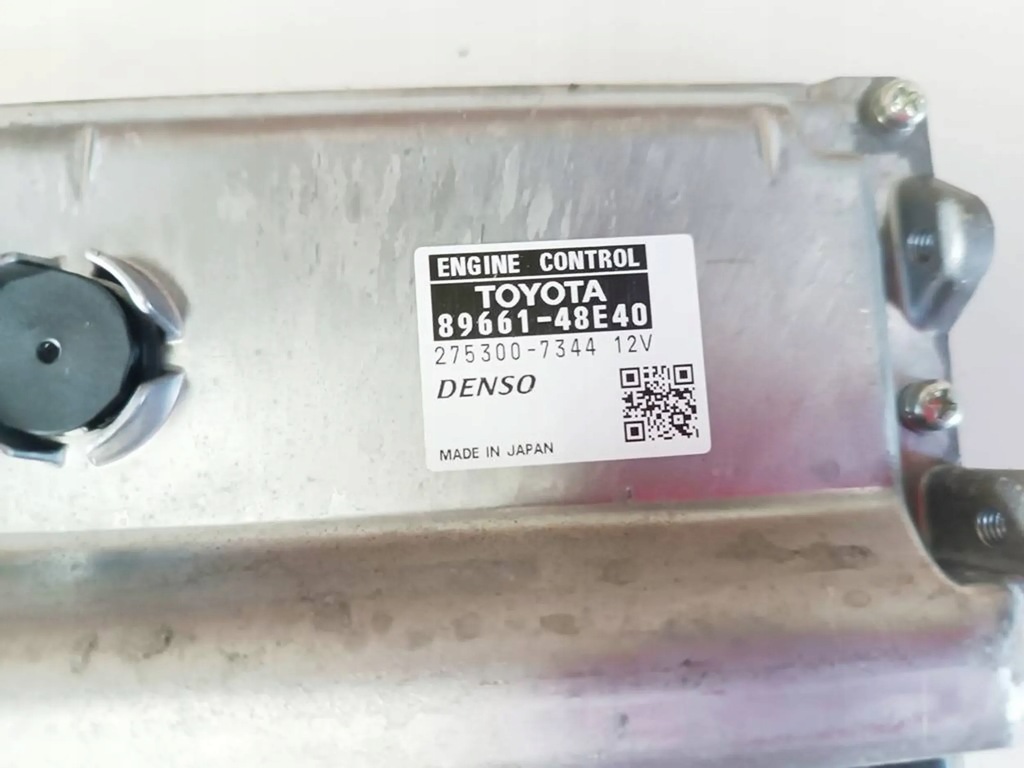 ENGINE CONTROL
TOYOTA
89661-48E40
275300-7344 12V
DENSO
MADE IN JAPAN